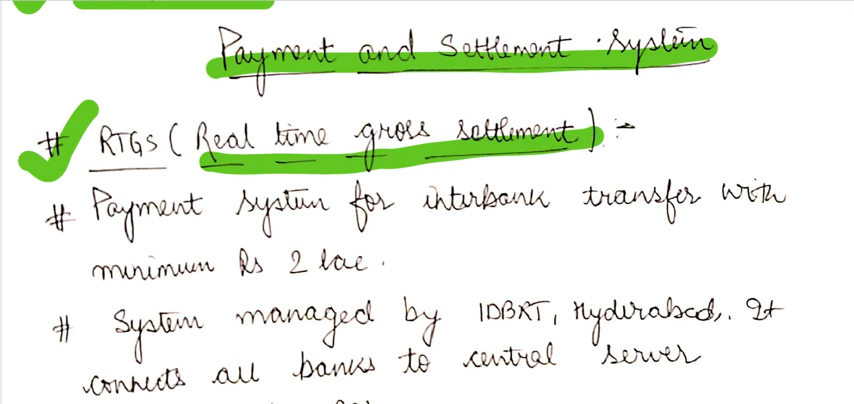 Payment and Settlement System
# RTGS (Real time gross settlement) :-
# Payment system for interbank transfer with
minimum Rs 2 lac.
# System managed by IDBRT, Hyderabad. It
connects all banks to central server